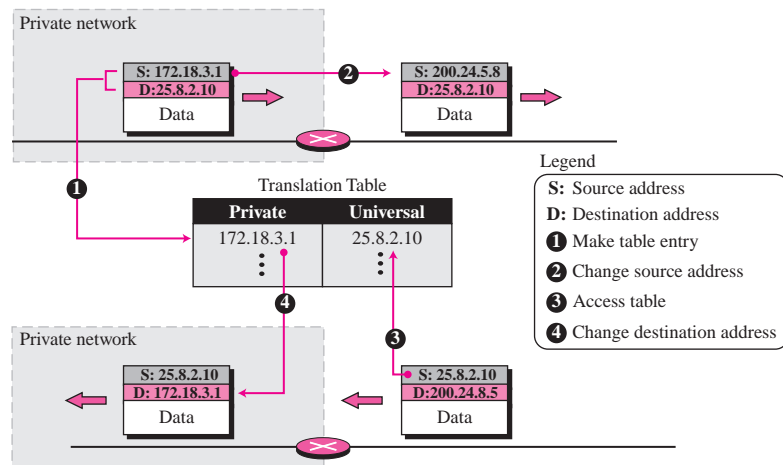 Private network
S: 172.18.3.1
D:25.8.2.10
Data
2
S: 200.24.5.8
D:25.8.2.10
Data
1
Translation Table
Private Universal
172.18.3.1 25.8.2.10
4
3
Legend
S: Source address
D: Destination address
1 Make table entry
2 Change source address
3 Access table
4 Change destination address
Private network
S: 25.8.2.10
D: 172.18.3.1
Data
S: 25.8.2.10
D:200.24.8.5
Data